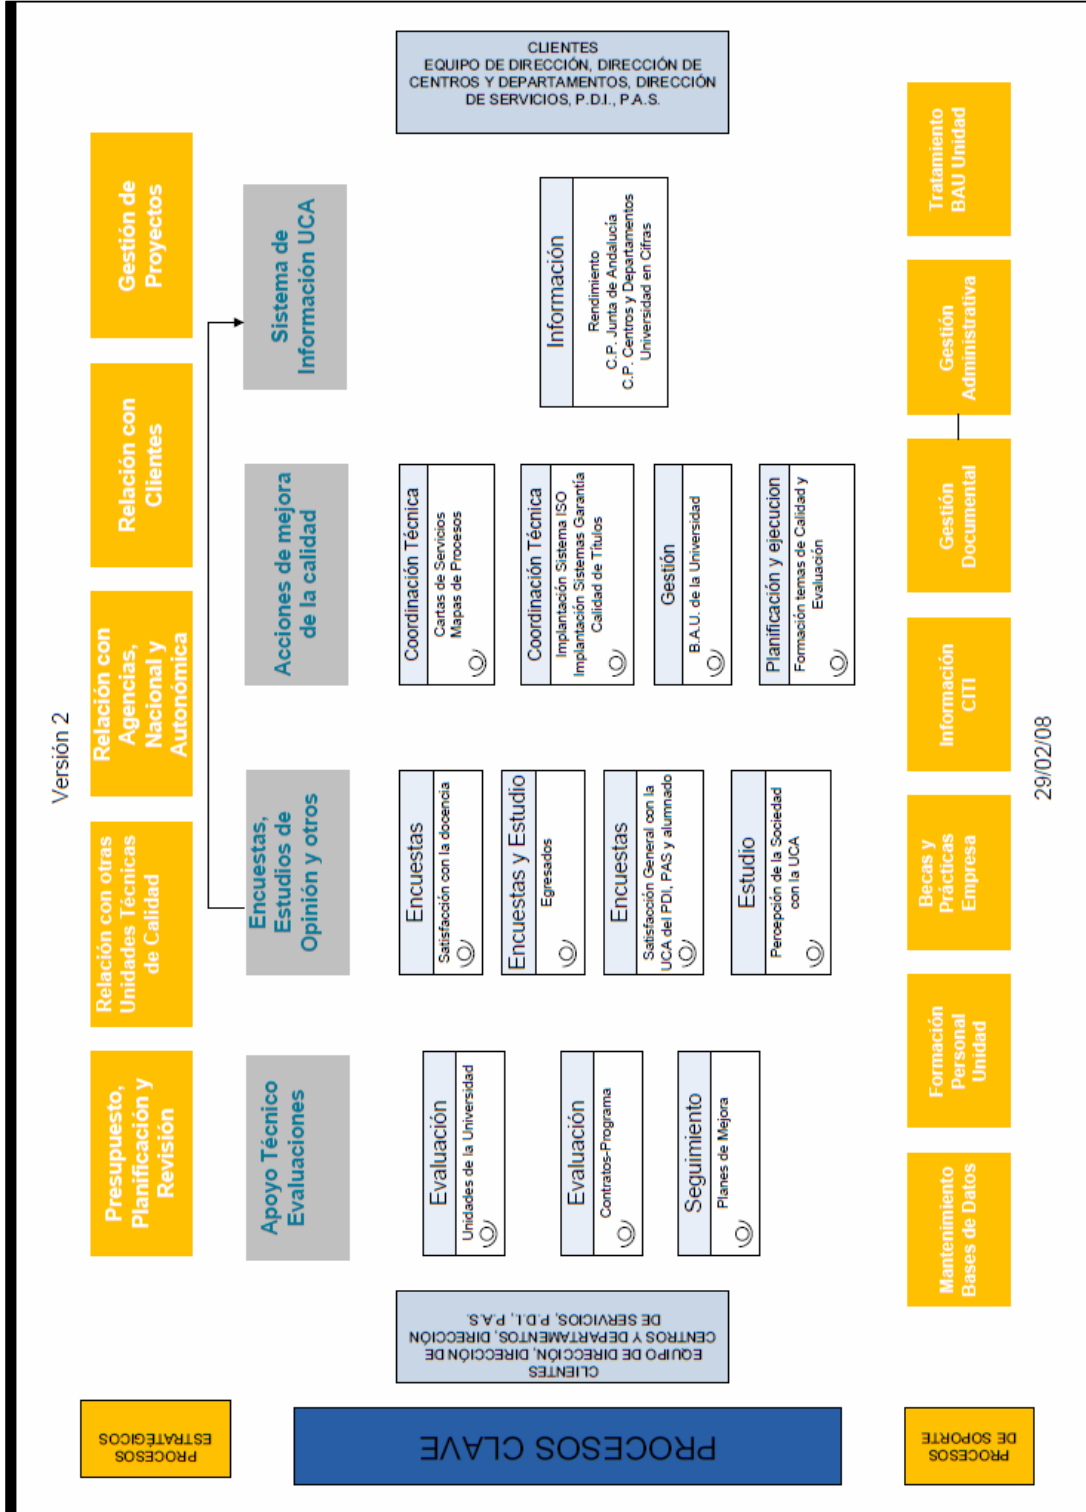 Versión 2
PROCESOS
ESTRATÉGICOS
Presupuesto,
Planificación y
Revisión
Relación con otras
Unidades Técnicas
de Calidad
Relación con
Agencias,
Nacional y
Autonómica
Relación con
Clientes
Gestión de
Proyectos
PROCESOS CLAVE
CLIENTES
EQUIPO DE DIRECCIÓN, DIRECCIÓN DE
CENTROS Y DEPARTAMENTOS, DIRECCIÓN
DE SERVICIOS, P.D.I., P.A.S.
Apoyo Técnico
Evaluaciones
Evaluación
Unidades de la Universidad
Evaluación
Contratos-Programa
Seguimiento
Planes de Mejora
Encuestas,
Estudios de
Opinión y otros
Encuestas
Satisfacción con la docencia
Encuestas y Estudio
Egresados
Encuestas
Satisfacción General con la
UCA del PDI, PAS y alumnado
Estudio
Percepción de la Sociedad
con la UCA
Acciones de mejora
de la calidad
Coordinación Técnica
Cartas de Servicios
Mapas de Procesos
Coordinación Técnica
Implantación Sistema ISO
Implantación Sistemas Garantía
Calidad de Títulos
Gestión
B.A.U. de la Universidad
Planificación y ejecucion
Formación temas de Calidad y
Evaluación
Sistema de
Información UCA
Información
Rendimiento
C.P. Junta de Andalucía
C.P. Centros y Departamentos
Universidad en Cifras
CLIENTES
EQUIPO DE DIRECCIÓN, DIRECCIÓN DE
CENTROS Y DEPARTAMENTOS, DIRECCIÓN
DE SERVICIOS, P.D.I., P.A.S.
PROCESOS
DE SOPORTE
Mantenimiento
Bases de Datos
Formación
Personal
Unidad
Becas y
Prácticas
Empresa
Información
CITI
Gestión
Documental
Gestión
Administrativa
Tratamiento
BAU Unidad
29/02/08